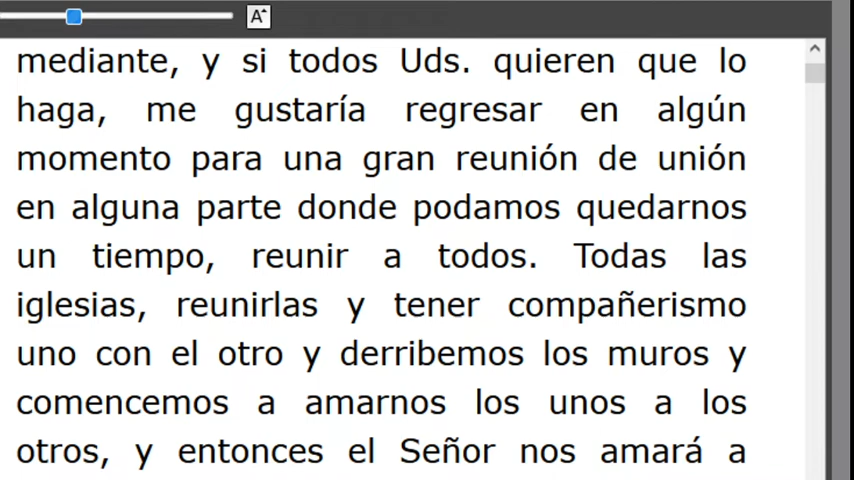 A
mediante, y si todos Uds. quieren que lo
haga, me gustaría regresar en algún
momento para una gran reunión de unión
en alguna parte donde podamos quedarnos
un tiempo, reunir a todos. Todas las
iglesias, reunirlas y tener compañerismo
uno con el otro y derribemos los muros y
comencemos a amarnos los unos a los
otros, y entonces el Señor nos amará a